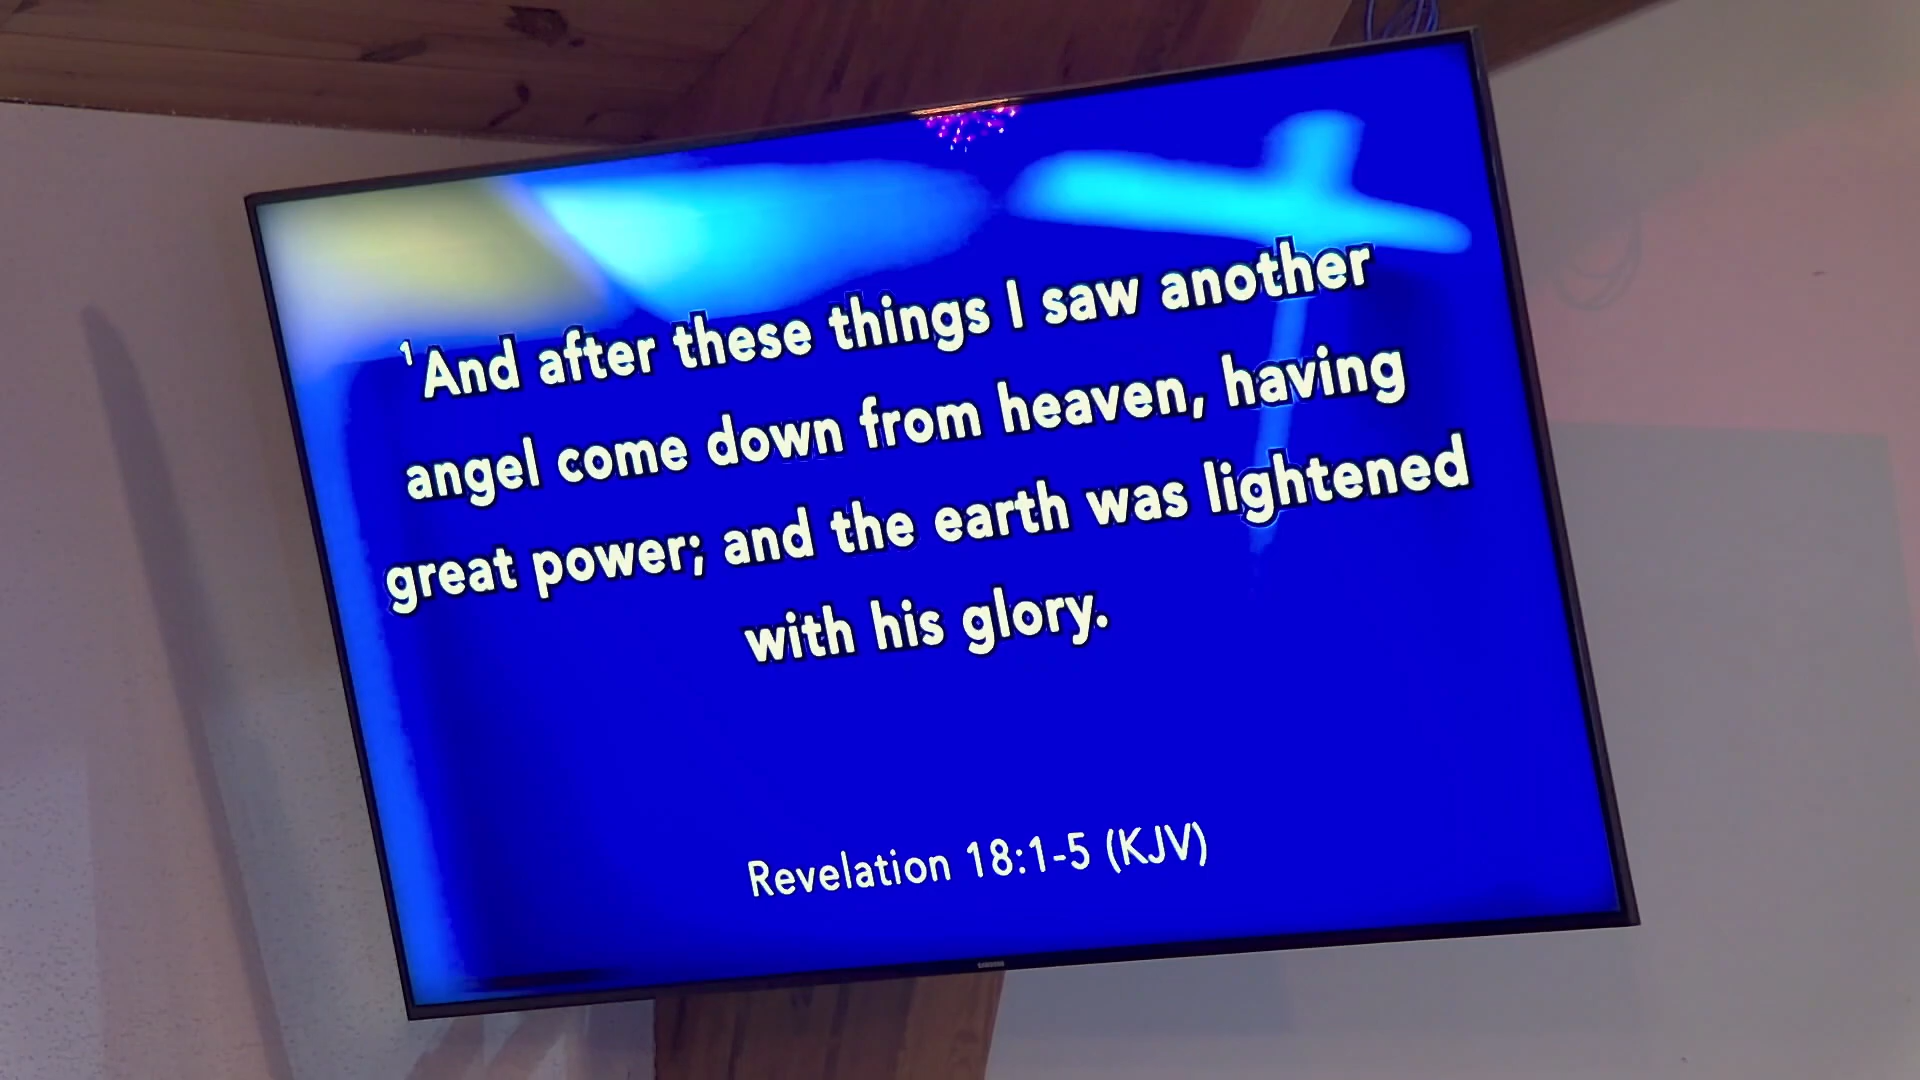 ¹And after these things I saw another
angel come down from heaven, having
great power; and the earth was lightened
with his glory.
Revelation 18:1-5 (KJV)
SAMSUNG